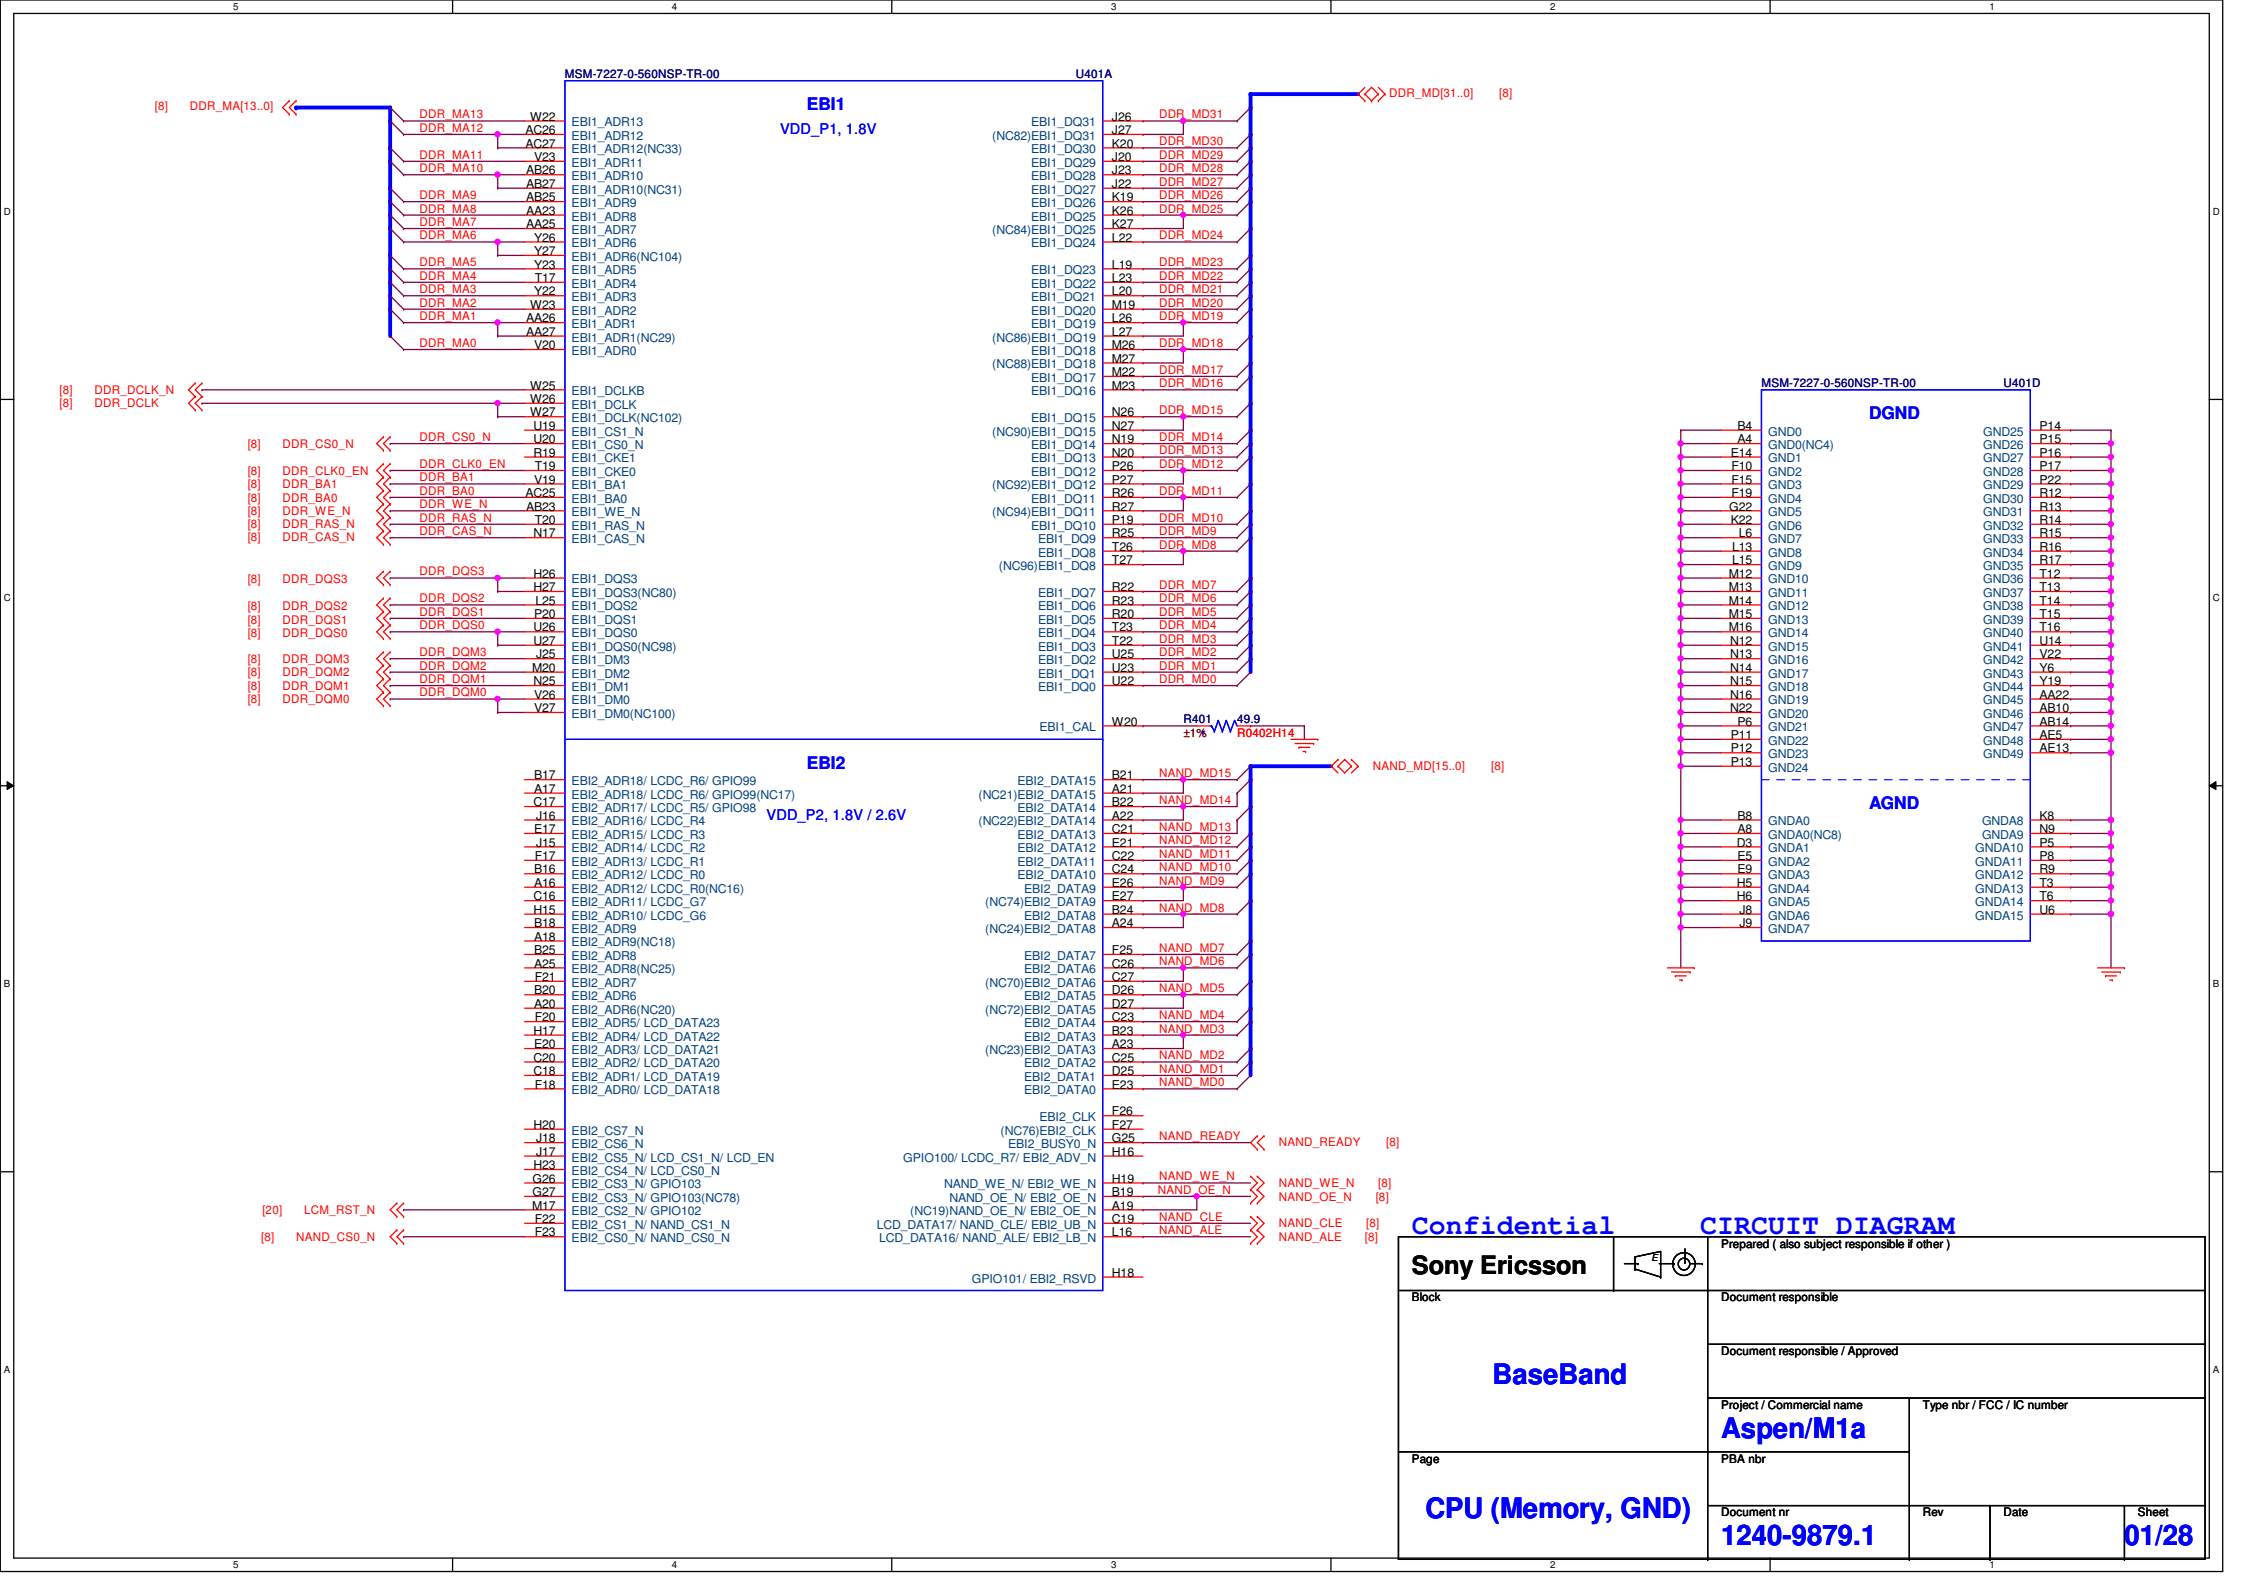 5 4 3 2 1
MSM-7227-0-560NSP-TR-00 U401A
EBI1
VDD_P1, 1.8V
[8] DDR_MA[13..0]
DDR_MD[31..0] [8]
DDR_MA13 W22 EBI1_ADR13
DDR_MA12 AC26 EBI1_ADR12
AC27 EBI1_ADR12(NC33)
DDR_MA11 V23 EBI1_ADR11
DDR_MA10 AB26 EBI1_ADR10
AB27 EBI1_ADR10(NC31)
DDR_MA9 AB25 EBI1_ADR9
DDR_MA8 AA23 EBI1_ADR8
DDR_MA7 AA25 EBI1_ADR7
DDR_MA6 Y26 EBI1_ADR6
Y27 EBI1_ADR6(NC104)
DDR_MA5 Y23 EBI1_ADR5
DDR_MA4 T17 EBI1_ADR4
DDR_MA3 Y22 EBI1_ADR3
DDR_MA2 W23 EBI1_ADR2
DDR_MA1 AA26 EBI1_ADR1
AA27 EBI1_ADR1(NC29)
DDR_MA0 V20 EBI1_ADR0
[8] DDR_DCLK_N W25 EBI1_DCLKB
[8] DDR_DCLK W26 EBI1_DCLK
W27 EBI1_DCLK(NC102)
U19 EBI1_CS1_N
[8] DDR_CS0_N DDR_CS0_N U20 EBI1_CS0_N
R19 EBI1_CKE1
[8] DDR_CLK0_EN DDR_CLK0_EN T19 EBI1_CKE0
[8] DDR_BA1 DDR_BA1 V19 EBI1_BA1
[8] DDR_BA0 DDR_BA0 AC25 EBI1_BA0
[8] DDR_WE_N DDR_WE_N AB23 EBI1_WE_N
[8] DDR_RAS_N DDR_RAS_N T20 EBI1_RAS_N
[8] DDR_CAS_N DDR_CAS_N N17 EBI1_CAS_N
[8] DDR_DQS3 DDR_DQS3 H26 EBI1_DQS3
H27 EBI1_DQS3(NC80)
[8] DDR_DQS2 DDR_DQS2 L25 EBI1_DQS2
[8] DDR_DQS1 DDR_DQS1 P20 EBI1_DQS1
[8] DDR_DQS0 DDR_DQS0 U26 EBI1_DQS0
U27 EBI1_DQS0(NC98)
[8] DDR_DQM3 DDR_DQM3 J25 EBI1_DM3
[8] DDR_DQM2 DDR_DQM2 M20 EBI1_DM2
[8] DDR_DQM1 DDR_DQM1 N25 EBI1_DM1
[8] DDR_DQM0 DDR_DQM0 V26 EBI1_DM0
V27 EBI1_DM0(NC100)
EBI1_DQ31 J26 DDR_MD31
(NC82)EBI1_DQ31 J27
EBI1_DQ30 K20 DDR_MD30
EBI1_DQ29 J20 DDR_MD29
EBI1_DQ28 J23 DDR_MD28
EBI1_DQ27 J22 DDR_MD27
EBI1_DQ26 K19 DDR_MD26
EBI1_DQ25 K26 DDR_MD25
(NC84)EBI1_DQ25 K27
EBI1_DQ24 L22 DDR_MD24
EBI1_DQ23 L19 DDR_MD23
EBI1_DQ22 L23 DDR_MD22
EBI1_DQ21 L20 DDR_MD21
EBI1_DQ20 M19 DDR_MD20
EBI1_DQ19 L26 DDR_MD19
(NC86)EBI1_DQ19 L27
EBI1_DQ18 M26 DDR_MD18
(NC88)EBI1_DQ18 M27
EBI1_DQ17 M22 DDR_MD17
EBI1_DQ16 M23 DDR_MD16
EBI1_DQ15 N26 DDR_MD15
(NC90)EBI1_DQ15 N27
EBI1_DQ14 N19 DDR_MD14
EBI1_DQ13 N20 DDR_MD13
EBI1_DQ12 P26 DDR_MD12
(NC92)EBI1_DQ12 P27
EBI1_DQ11 R26 DDR_MD11
(NC94)EBI1_DQ11 R27
EBI1_DQ10 P19 DDR_MD10
EBI1_DQ9 R25 DDR_MD9
EBI1_DQ8 T26 DDR_MD8
(NC96)EBI1_DQ8 T27
EBI1_DQ7 R22 DDR_MD7
EBI1_DQ6 R23 DDR_MD6
EBI1_DQ5 R20 DDR_MD5
EBI1_DQ4 T23 DDR_MD4
EBI1_DQ3 T22 DDR_MD3
EBI1_DQ2 U25 DDR_MD2
EBI1_DQ1 U23 DDR_MD1
EBI1_DQ0 U22 DDR_MD0
EBI1_CAL W20 R401 49.9
±1% R0402H14
EBI2
VDD_P2, 1.8V / 2.6V
NAND_MD[15..0] [8]
B17 EBI2_ADR18/ LCDC_R6/ GPIO99
A17 EBI2_ADR18/ LCDC_R6/ GPIO99(NC17)
C17 EBI2_ADR17/ LCDC_R5/ GPIO98
J16 EBI2_ADR16/ LCDC_R4
E17 EBI2_ADR15/ LCDC_R3
J15 EBI2_ADR14/ LCDC_R2
F17 EBI2_ADR13/ LCDC_R1
B16 EBI2_ADR12/ LCDC_R0
A16 EBI2_ADR12/ LCDC_R0(NC16)
C16 EBI2_ADR11/ LCDC_G7
H15 EBI2_ADR10/ LCDC_G6
B18 EBI2_ADR9
A18 EBI2_ADR9(NC18)
B25 EBI2_ADR8
A25 EBI2_ADR8(NC25)
F21 EBI2_ADR7
B20 EBI2_ADR6
A20 EBI2_ADR6(NC20)
F20 EBI2_ADR5/ LCD_DATA23
H17 EBI2_ADR4/ LCD_DATA22
E20 EBI2_ADR3/ LCD_DATA21
C20 EBI2_ADR2/ LCD_DATA20
C18 EBI2_ADR1/ LCD_DATA19
F18 EBI2_ADR0/ LCD_DATA18
H20 EBI2_CS7_N
J18 EBI2_CS6_N
J17 EBI2_CS5_N/ LCD_CS1_N/ LCD_EN
H23 EBI2_CS4_N/ LCD_CS0_N
G26 EBI2_CS3_N/ GPIO103
G27 EBI2_CS3_N/ GPIO103(NC78)
[20] LCM_RST_N M17 EBI2_CS2_N/ GPIO102
F22 EBI2_CS1_N/ NAND_CS1_N
[8] NAND_CS0_N F23 EBI2_CS0_N/ NAND_CS0_N
EBI2_DATA15 B21 NAND_MD15
(NC21)EBI2_DATA15 A21
EBI2_DATA14 B22 NAND_MD14
(NC22)EBI2_DATA14 A22
EBI2_DATA13 C21 NAND_MD13
EBI2_DATA12 E21 NAND_MD12
EBI2_DATA11 C22 NAND_MD11
EBI2_DATA10 C24 NAND_MD10
EBI2_DATA9 E26 NAND_MD9
(NC74)EBI2_DATA9 E27
EBI2_DATA8 B24 NAND_MD8
(NC24)EBI2_DATA8 A24
EBI2_DATA7 F25 NAND_MD7
EBI2_DATA6 C26 NAND_MD6
(NC70)EBI2_DATA6 C27
EBI2_DATA5 D26 NAND_MD5
(NC72)EBI2_DATA5 D27
EBI2_DATA4 C23 NAND_MD4
EBI2_DATA3 B23 NAND_MD3
(NC23)EBI2_DATA3 A23
EBI2_DATA2 C25 NAND_MD2
EBI2_DATA1 D25 NAND_MD1
EBI2_DATA0 E23 NAND_MD0
EBI2_CLK F26
(NC76)EBI2_CLK F27
EBI2_BUSY0_N G25 NAND_READY NAND_READY [8]
GPIO100/ LCDC_R7/ EBI2_ADV_N H16
NAND_WE_N/ EBI2_WE_N H19 NAND_WE_N NAND_WE_N [8]
NAND_OE_N/ EBI2_OE_N B19 NAND_OE_N NAND_OE_N [8]
(NC19)NAND_OE_N/ EBI2_OE_N A19
LCD_DATA17/ NAND_CLE/ EBI2_UB_N C19 NAND_CLE NAND_CLE [8]
LCD_DATA16/ NAND_ALE/ EBI2_LB_N L16 NAND_ALE NAND_ALE [8]
GPIO101/ EBI2_RSVD H18
MSM-7227-0-560NSP-TR-00 U401D
DGND
B4 GND0 GND25 P14
A4 GND0(NC4) GND26 P15
E14 GND1 GND27 P16
F10 GND2 GND28 P17
F15 GND3 GND29 P22
F19 GND4 GND30 R12
G22 GND5 GND31 R13
K22 GND6 GND32 R14
L6 GND7 GND33 R15
L13 GND8 GND34 R16
L15 GND9 GND35 R17
M12 GND10 GND36 T12
M13 GND11 GND37 T13
M14 GND12 GND38 T14
M15 GND13 GND39 T15
M16 GND14 GND40 T16
N12 GND15 GND41 U14
N13 GND16 GND42 V22
N14 GND17 GND43 Y6
N15 GND18 GND44 Y19
N16 GND19 GND45 AA22
N22 GND20 GND46 AB10
P6 GND21 GND47 AB14
P11 GND22 GND48 AE5
P12 GND23 GND49 AE13
P13 GND24
AGND
B8 GNDA0 GNDA8 K8
A8 GNDA0(NC8) GNDA9 N9
D3 GNDA1 GNDA10 P5
E5 GNDA2 GNDA11 P8
E9 GNDA3 GNDA12 R9
H5 GNDA4 GNDA13 T3
H6 GNDA5 GNDA14 T6
J8 GNDA6 GNDA15 U6
J9 GNDA7
D D
C C
B B
A A
Confidential CIRCUIT DIAGRAM
Sony Ericsson E Prepared ( also subject responsible if other )
Block Document responsible
BaseBand
Document responsible / Approved
Project / Commercial name Type nbr / FCC / IC number
Aspen/M1a
Page PBA nbr
CPU (Memory, GND)
Document nr Rev Date Sheet
1240-9879.1 01/28
5 4 3 2 1